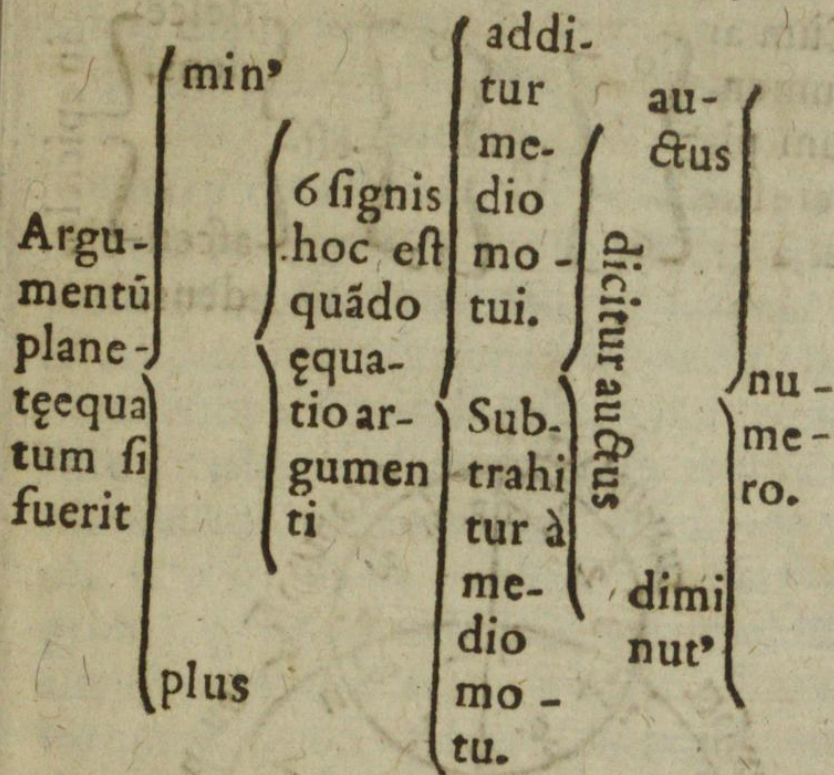 Argu-
mentũ
plane-
tęequa
tum ſi
fuerit
min’
plus
6 ſignis
hoc eſt
quãdo
ęqua-
tio ar-
gumen
ti
addi-
tur
me-
dio
mo -
tui.
Sub-
trahi
tur à
me-
dio
mo -
tu.
dicitur auctus
au-
ctus
dimi
nut’
nu -
me -
ro.